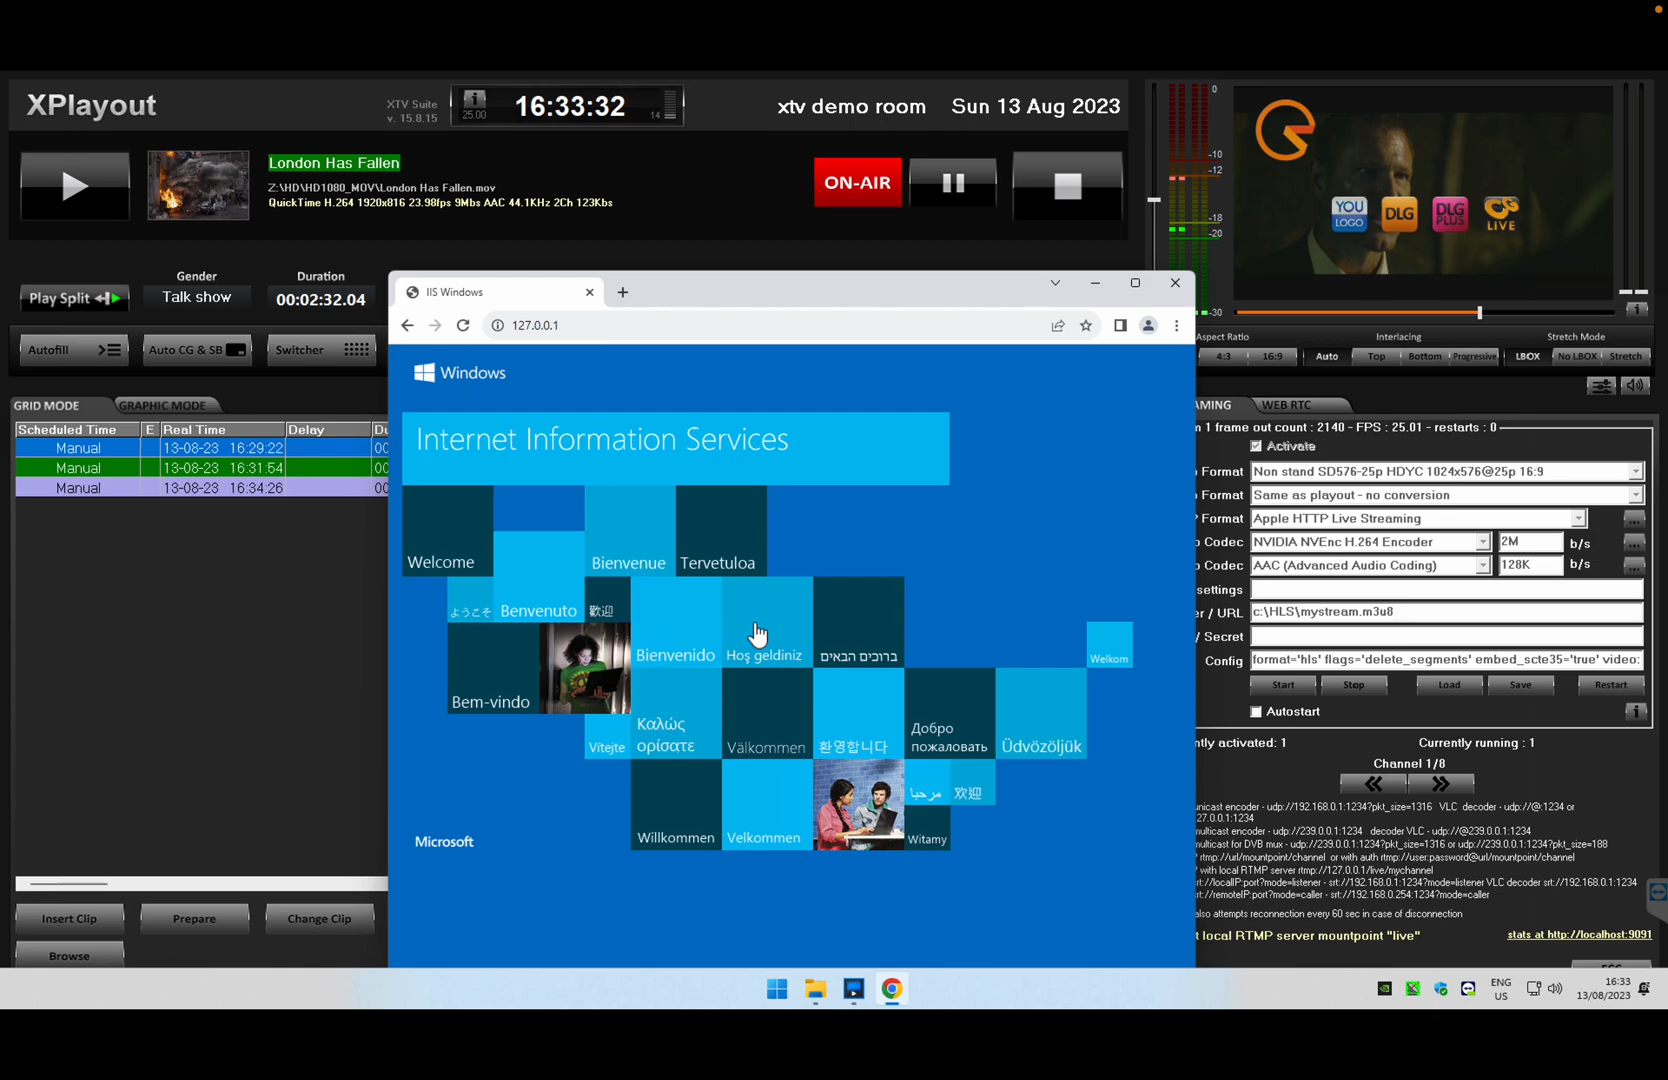 XPlayout
XTV Suite
v. 15.8.15
25.00
16:33:32
14
xtv demo room
Sun 13 Aug 2023
London Has Fallen
Z:\HD\HD1080_MOV\London Has Fallen.mov
QuickTime H.264 1920x816 23.98fps 9Mbs AAC 44.1KHz 2Ch 123Kbs
ON-AIR
0
-10
-12
-18
-20
-30
YOU
LOGO
DLG
DLG
PLUS
LIVE
Play Split
Gender
Talk show
Duration
00:02:32.04
Autofill
Auto CG & SB
Switcher
Aspect Ratio
Interlacing
Stretch Mode
4:3
16:9
Auto
Top
Bottom
Progressive
LBOX
No LBOX
Stretch
GRID MODE
GRAPHIC MODE
Scheduled Time
E
Real Time
Delay
Du
Manual
13-08-23 16:29:22
00
Manual
13-08-23 16:31:54
00
Manual
13-08-23 16:34:26
00
Insert Clip
Prepare
Change Clip
Browse
IIS Windows
127.0.0.1
Windows
Internet Information Services
Welcome
Bienvenue
Tervetuloa
ようこそ
Benvenuto
歡迎
Bienvenido
Hoş geldiniz
ברוכים הבאים
Welkom
Bem-vindo
Vítejte
Καλώς
ορίσατε
Välkommen
환영합니다
Добро
пожаловать
Üdvözöljük
مرحبا
欢迎
Willkommen
Velkommen
Witamy
Microsoft
AMING
WEB RTC
m 1 frame out count : 2140 - FPS : 25.01 - restarts : 0
Activate
o Format
Non stand SD576-25p HDYC 1024x576@25p 16:9
o Format
Same as playout - no conversion
P Format
Apple HTTP Live Streaming
o Codec
NVIDIA NVEnc H.264 Encoder
2M
b/s
o Codec
AAC (Advanced Audio Coding)
128K
b/s
settings
er / URL
c:\HLS\mystream.m3u8
/ Secret
Config
format='hls' flags='delete_segments' embed_scte35='true' video:
Start
Stop
Load
Save
Restart
Autostart
ntly activated: 1
Currently running : 1
Channel 1/8
unicast encoder - udp://192.168.0.1:1234?pkt_size=1316 VLC decoder - udp://@:1234 or
127.0.0.1:1234
multicast encoder - udp://239.0.0.1:1234 decoder VLC - udp://@239.0.0.1:1234
multicast for DVB mux - udp://239.0.0.1:1234?pkt_size=1316 or udp://239.0.0.1:1234?pkt_size=188
rtmp://url/mountpoint/channel or with auth rtmp://user:password@url/mountpoint/channel
with local RTMP server rtmp://127.0.0.1/live/mychannel
srt://localIP:port?mode=listener - srt://192.168.0.1:1234?mode=listener VLC decoder srt://192.168.0.1:1234
srt://remoteIP:port?mode=caller - srt://192.168.0.254:1234?mode=caller
also attempts reconnection every 60 sec in case of disconnection
t local RTMP server mountpoint "live"
stats at http://localhost:9091
ENG
US
16:33
13/08/2023